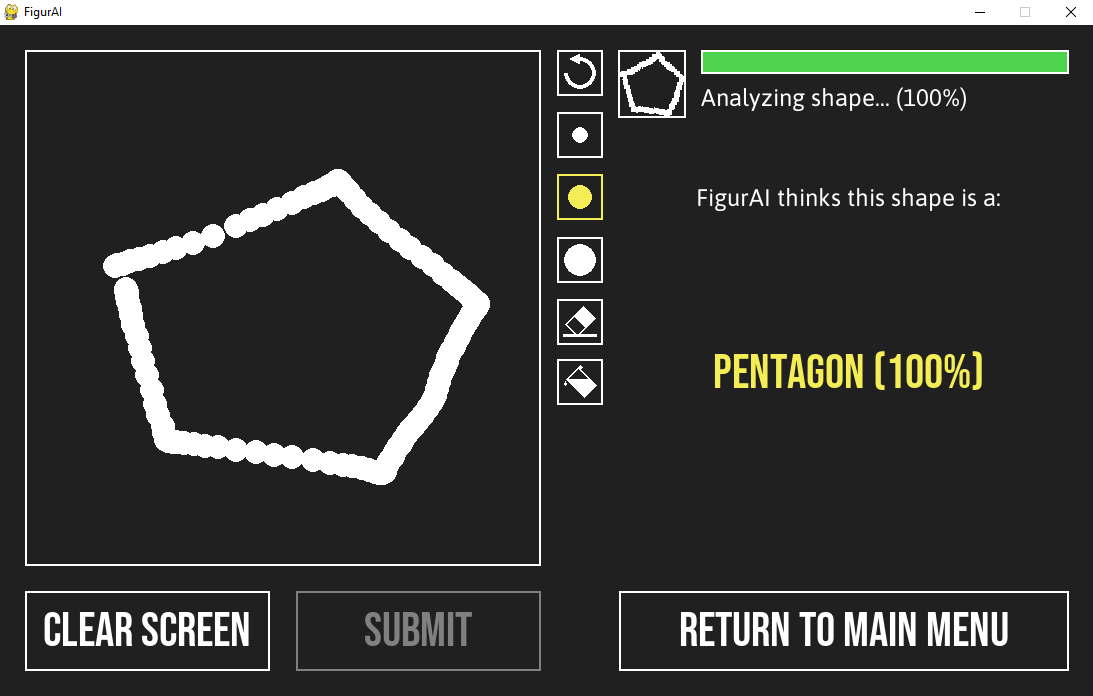 FigurAI
Analyzing shape... (100%)
FigurAI thinks this shape is a:
PENTAGON (100%)
CLEAR SCREEN
SUBMIT
RETURN TO MAIN MENU